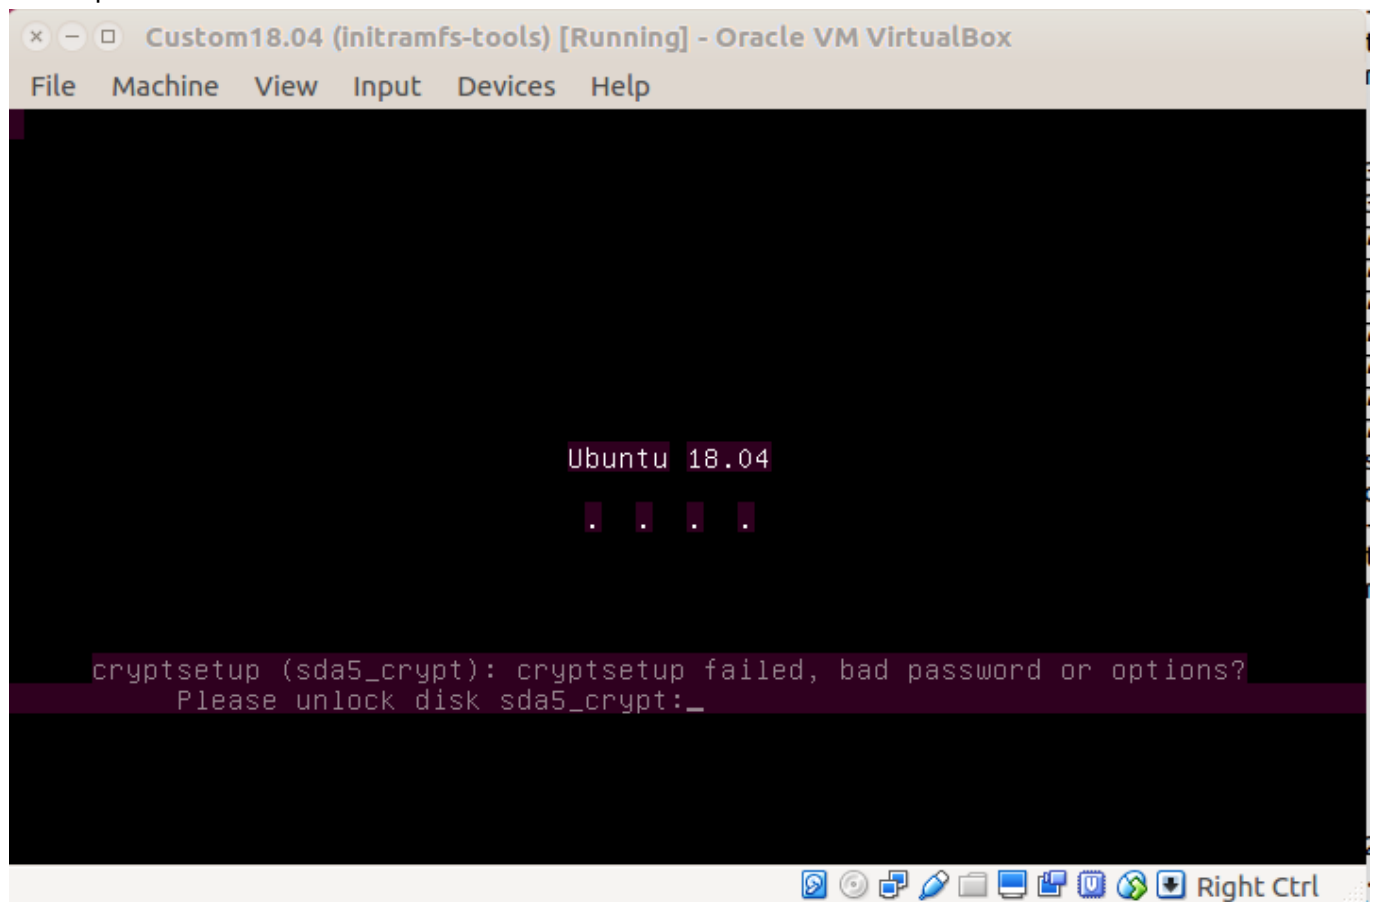 Custom18.04 (initramfs-tools) [Running] - Oracle VM VirtualBox
File Machine View Input Devices Help
Ubuntu 18.04
. . . .
cryptsetup (sda5_crypt): cryptsetup failed, bad password or options?
Please unlock disk sda5_crypt:_
Right Ctrl